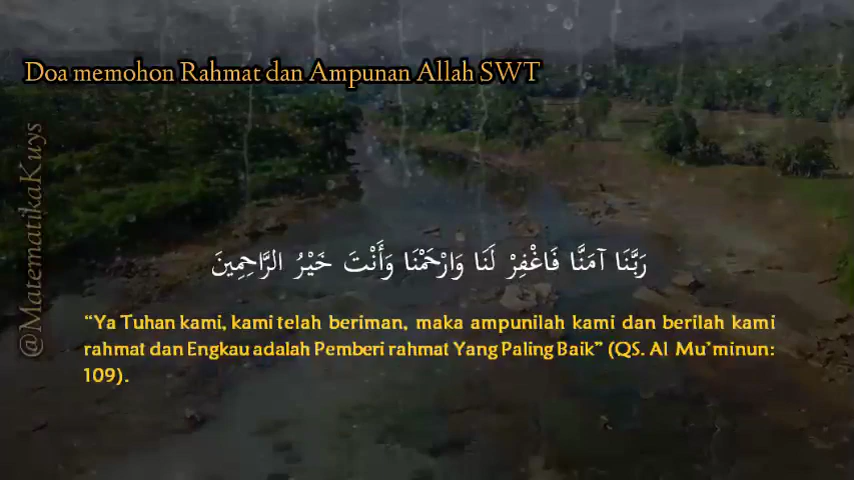 Doa memohon Rahmat dan Ampunan Allah SWT
@MatematikaKuys
رَبَّنَا آمَنَّا فَاغْفِرْ لَنَا وَارْحَمْنَا وَأَنْتَ خَيْرُ الرَّاحِمِينَ
“Ya Tuhan kami, kami telah beriman, maka ampunilah kami dan berilah kami
rahmat dan Engkau adalah Pemberi rahmat Yang Paling Baik” (QS. Al Mu'minun:
109).